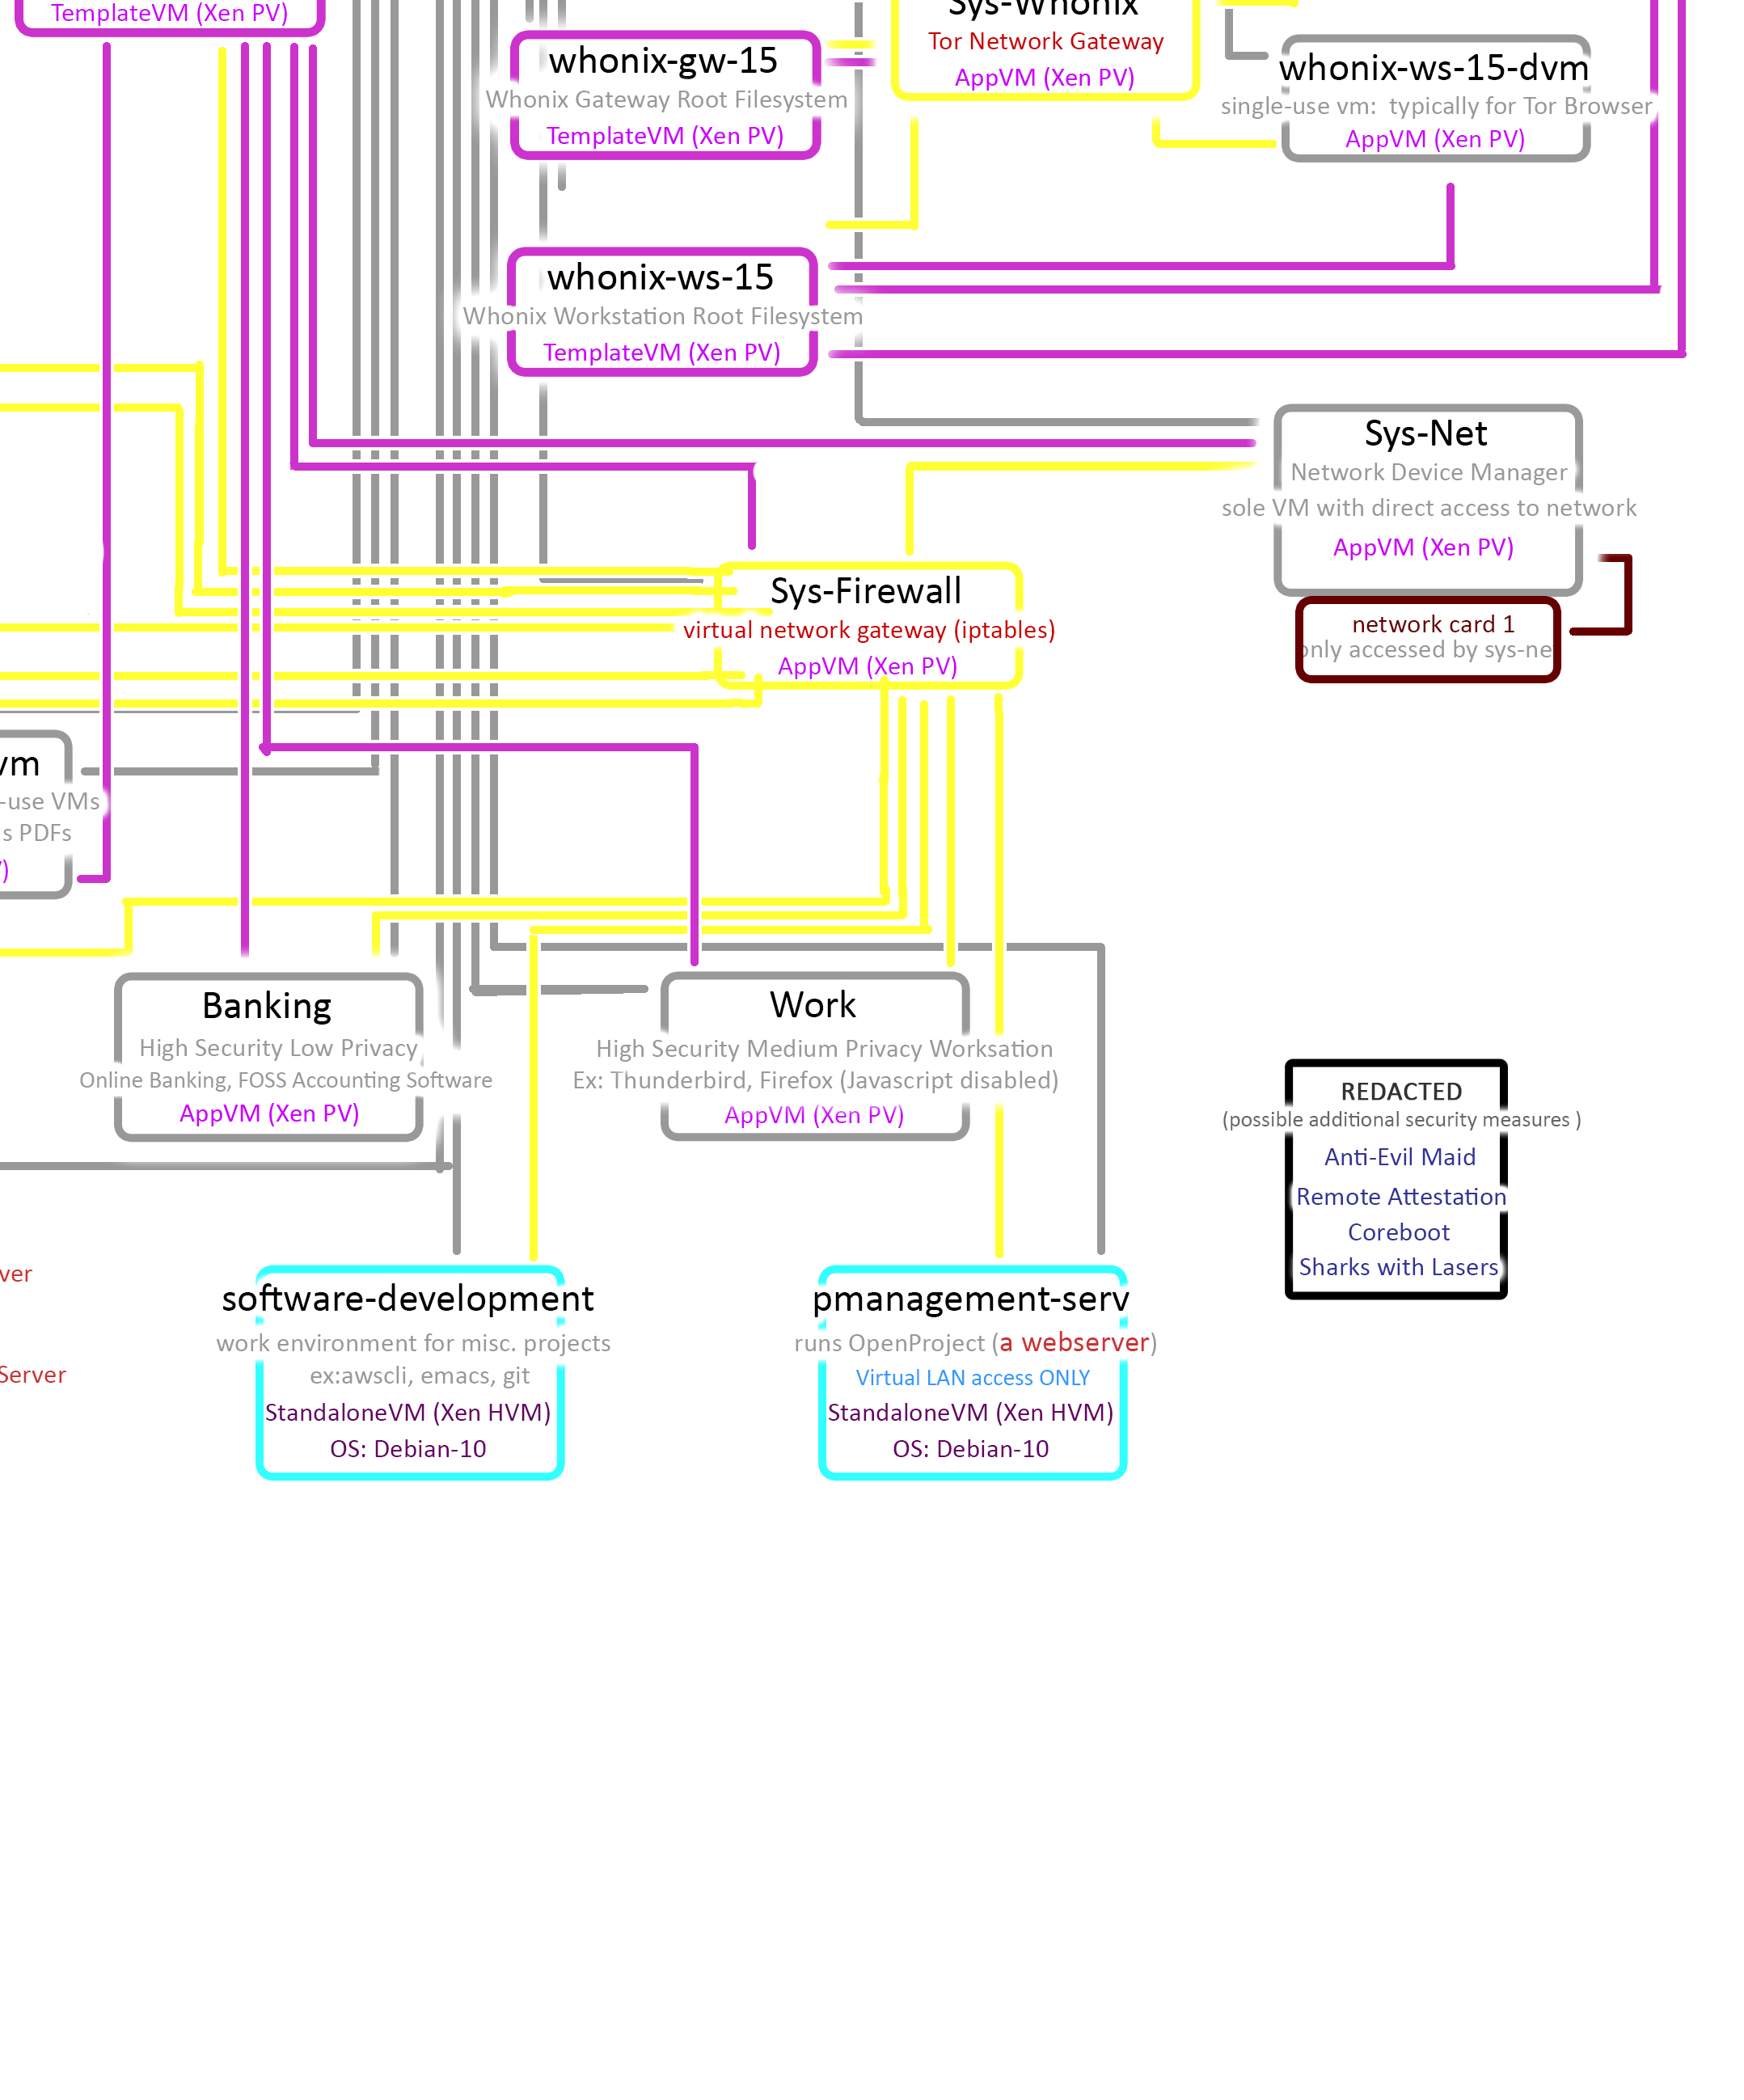 TemplateVM (Xen PV)
whonix-gw-15
Whonix Gateway Root Filesystem
TemplateVM (Xen PV)
Sys-Whonix
Tor Network Gateway
AppVM (Xen PV)
whonix-ws-15-dvm
single-use vm: typically for Tor Browser
AppVM (Xen PV)
whonix-ws-15
Whonix Workstation Root Filesystem
TemplateVM (Xen PV)
Sys-Net
Network Device Manager
sole VM with direct access to network
AppVM (Xen PV)
network card 1
only accessed by sys-ne
Sys-Firewall
virtual network gateway (iptables)
AppVM (Xen PV)
vm
-use VMs
s PDFs
)
Banking
High Security Low Privacy
Online Banking, FOSS Accounting Software
AppVM (Xen PV)
Work
High Security Medium Privacy Worksation
Ex: Thunderbird, Firefox (Javascript disabled)
AppVM (Xen PV)
REDACTED
(possible additional security measures )
Anti-Evil Maid
Remote Attestation
Coreboot
Sharks with Lasers
ver
Server
software-development
work environment for misc. projects
ex:awscli, emacs, git
StandaloneVM (Xen HVM)
OS: Debian-10
pmanagement-serv
runs OpenProject (a webserver)
Virtual LAN access ONLY
StandaloneVM (Xen HVM)
OS: Debian-10